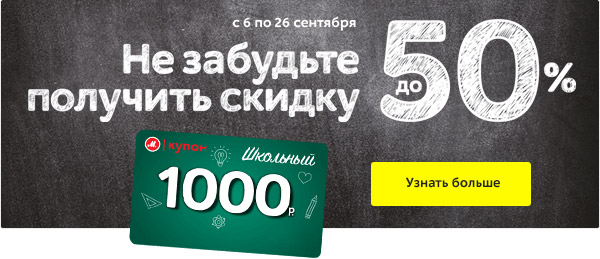 с 6 по 26 сентября
Не забудьте
получить скидку
до
50%
м купон
Школьный
1000
Р
Узнать больше